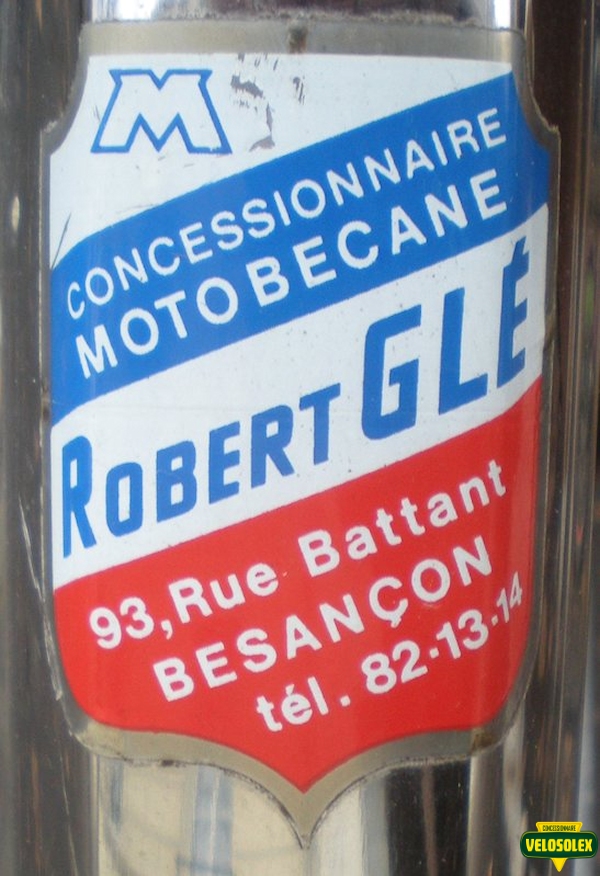 M
CONCESSIONNAIRE
MOTOBECANE
ROBERT GLÉ
93, Rue Battant
BESANÇON
tél. 82-13-14
CONCESSIONNAIRE
VELOSOLEX